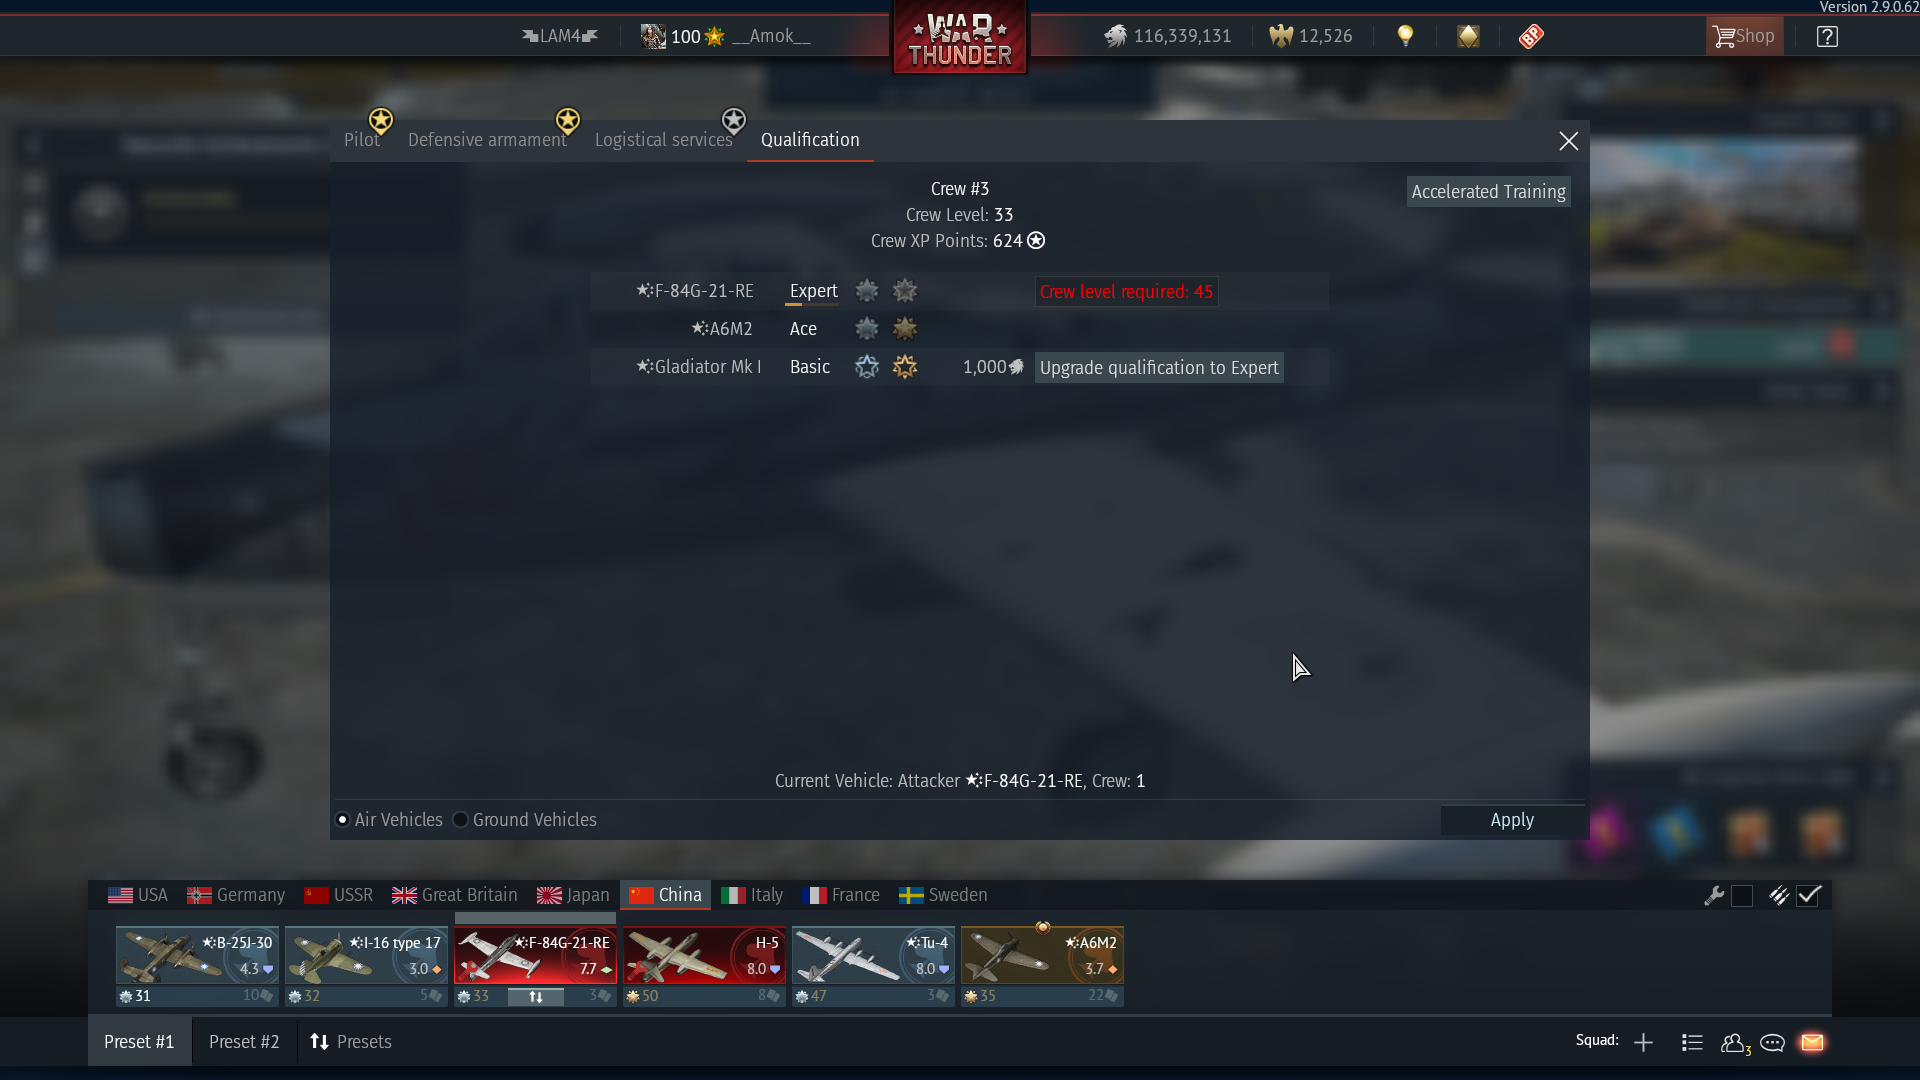 Version 2.9.0.62
LAM4
100 __Amok__
WAR THUNDER
116,339,131
12,526
BP
Shop
?
Pilot
Defensive armament
Logistical services
Qualification
Crew #3
Accelerated Training
Crew Level: 33
Crew XP Points: 624
F-84G-21-RE Expert Crew level required: 45
A6M2 Ace
Gladiator Mk I Basic 1,000 Upgrade qualification to Expert
Current Vehicle: Attacker F-84G-21-RE, Crew: 1
Air Vehicles Ground Vehicles Apply
USA Germany USSR Great Britain Japan China Italy France Sweden
B-25J-30 I-16 type 17 F-84G-21-RE H-5 Tu-4 A6M2
4.3 3.0 7.7 8.0 8.0 3.7
31 10 32 5 33 3 50 8 47 3 35 22
Preset #1 Preset #2 Presets
Squad:
3